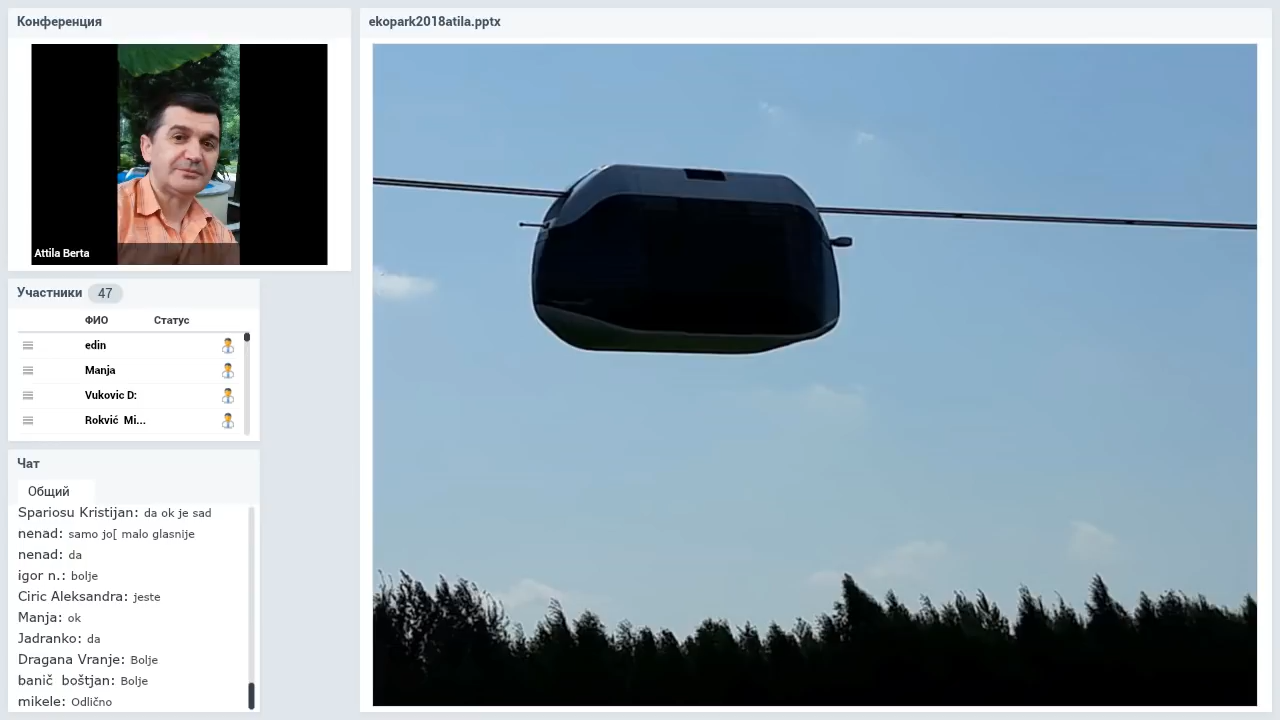 Конференция
Attila Berta
Участники 47
ФИО Статус
edin
Manja
Vukovic D:
Rokvić Mi...
Чат
Общий
Spariosu Kristijan: da ok je sad
nenad: samo jo[ malo glasnije
nenad: da
igor n.: bolje
Ciric Aleksandra: jeste
Manja: ok
Jadranko: da
Dragana Vranje: Bolje
banič boštjan: Bolje
mikele: Odlično
ekopark2018atila.pptx